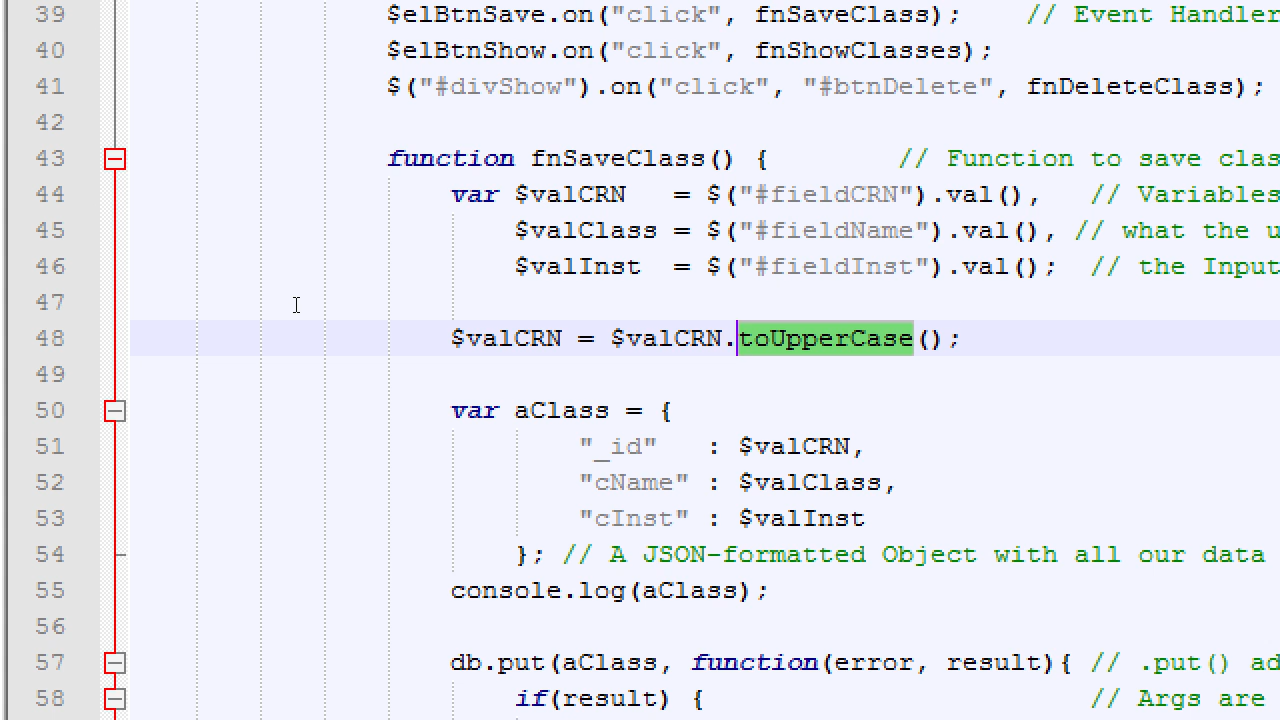 39 $elBtnSave.on("click", fnSaveClass); // Event Handler
40 $elBtnShow.on("click", fnShowClasses);
41 $("#divShow").on("click", "#btnDelete", fnDeleteClass);
42
43 function fnSaveClass() { // Function to save clas
44 var $valCRN = $("#fieldCRN").val(), // Variables
45 $valClass = $("#fieldName").val(), // what the u
46 $valInst = $("#fieldInst").val(); // the Input
47
48 $valCRN = $valCRN.toUpperCase();
49
50 var aClass = {
51 "_id" : $valCRN,
52 "cName" : $valClass,
53 "cInst" : $valInst
54 }; // A JSON-formatted Object with all our data
55 console.log(aClass);
56
57 db.put(aClass, function(error, result){ // .put() ad
58 if(result) { // Args are